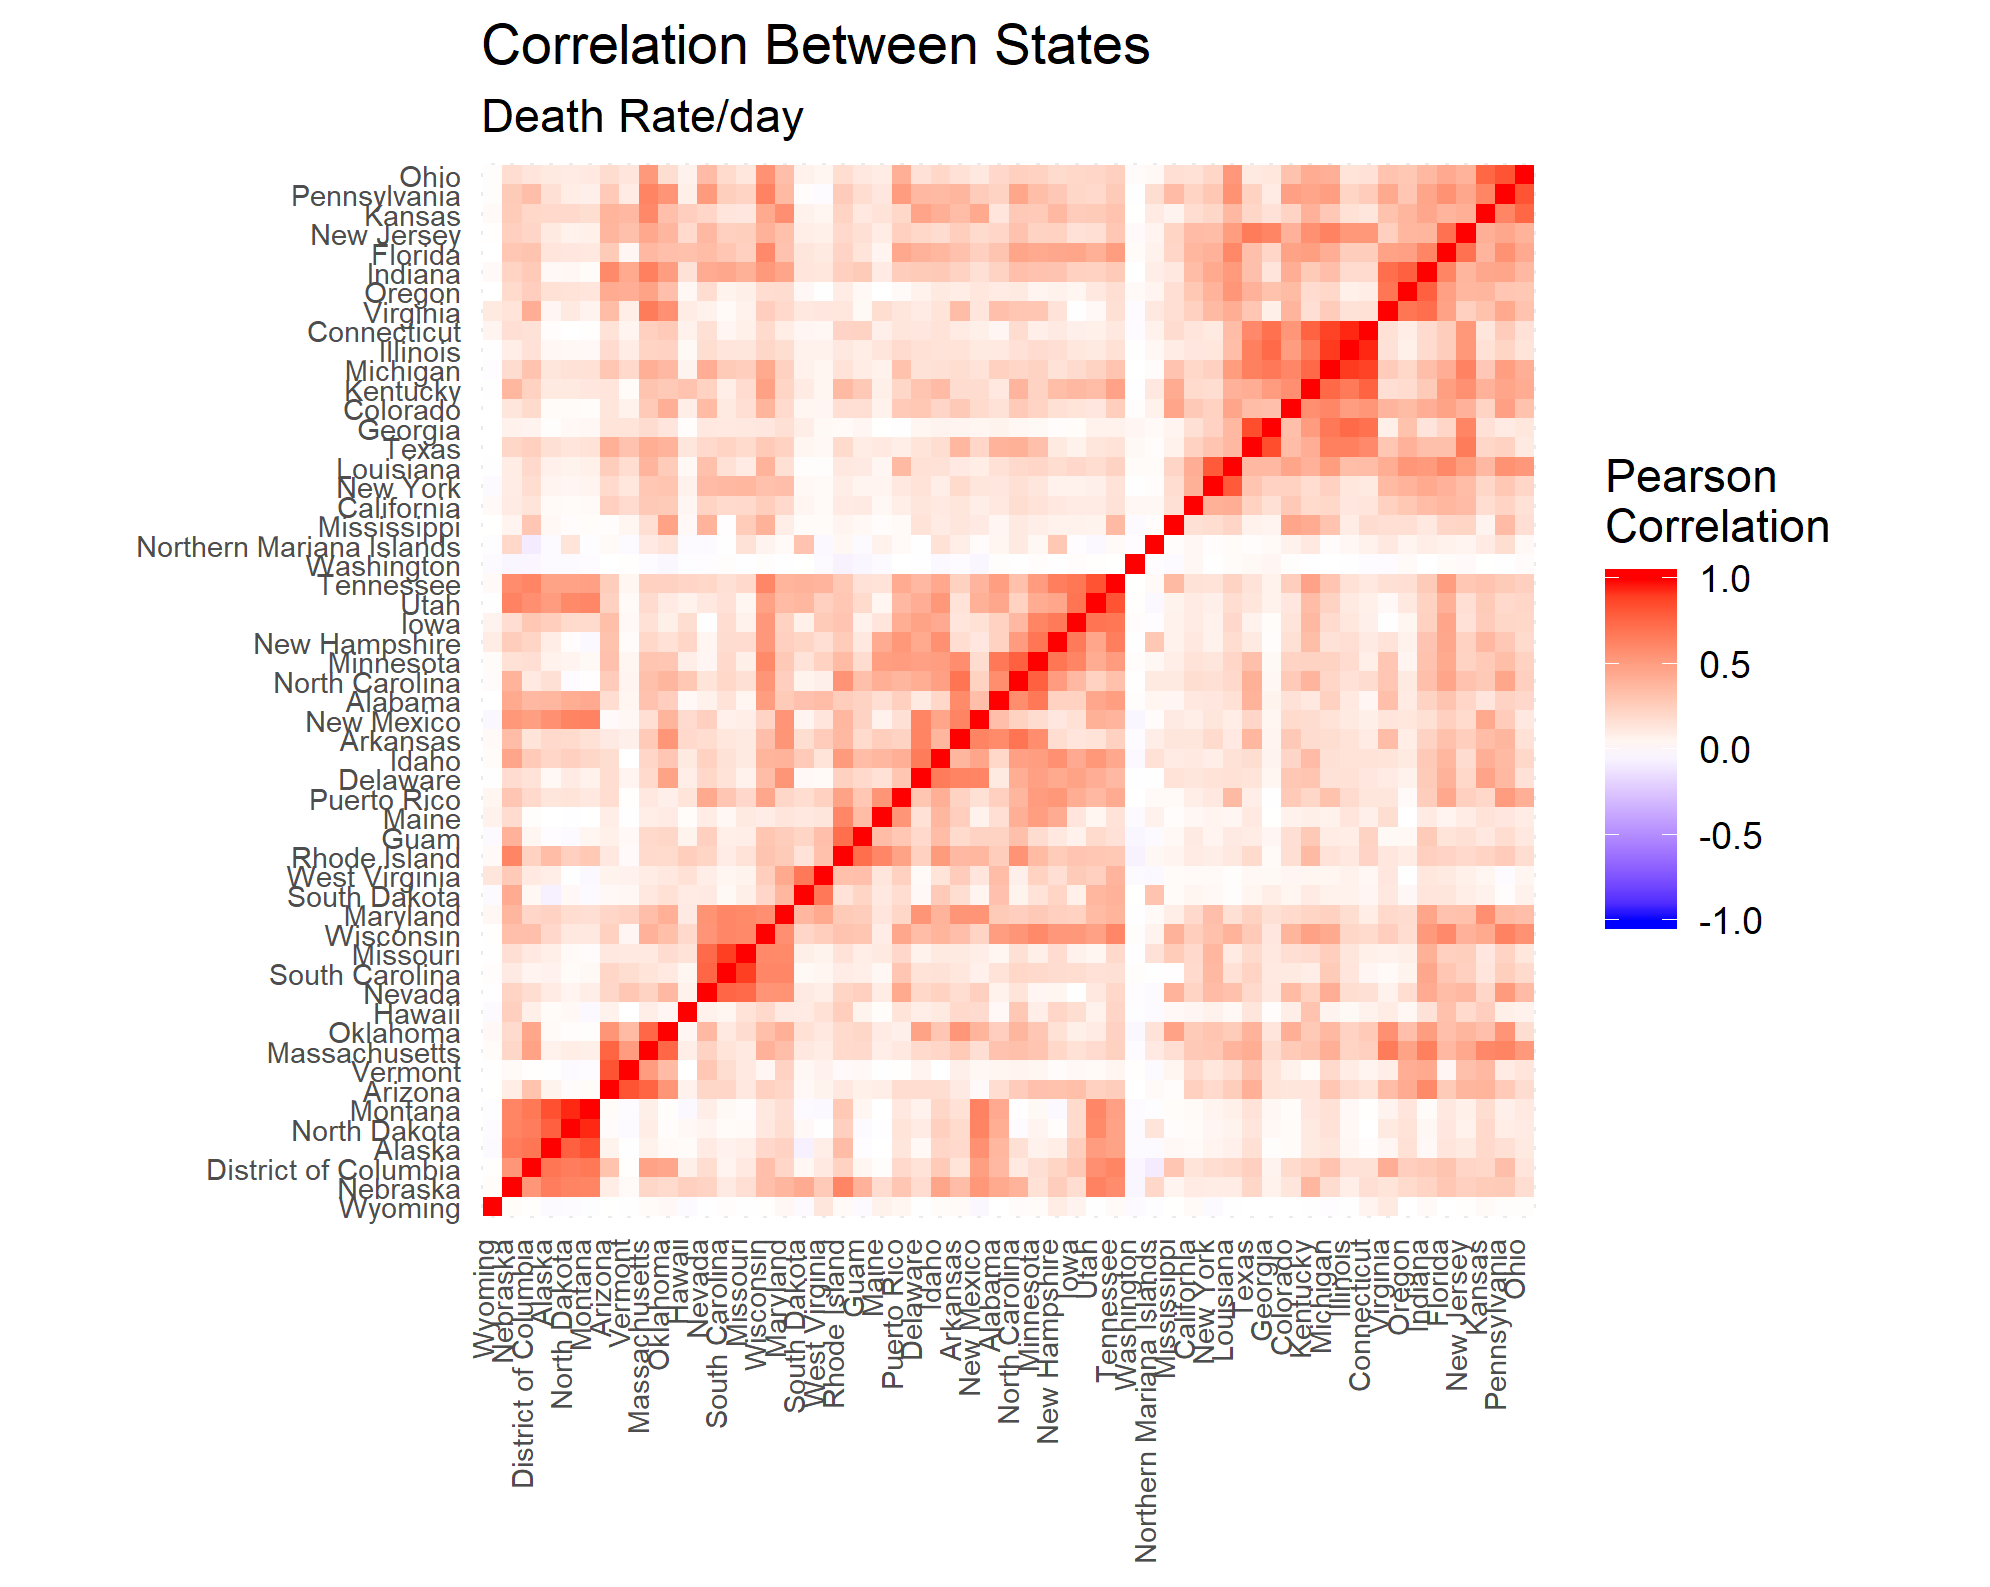 Correlation Between States
Death Rate/day
Ohio
Pennsylvania
Kansas
New Jersey
Florida
Indiana
Oregon
Virginia
Connecticut
Illinois
Michigan
Kentucky
Colorado
Georgia
Texas
Louisiana
New York
California
Mississippi
Northern Mariana Islands
Washington
Tennessee
Utah
Iowa
New Hampshire
Minnesota
North Carolina
Alabama
New Mexico
Arkansas
Idaho
Delaware
Puerto Rico
Maine
Guam
Rhode Island
West Virginia
South Dakota
Maryland
Wisconsin
Missouri
South Carolina
Nevada
Hawaii
Oklahoma
Massachusetts
Vermont
Arizona
Montana
North Dakota
Alaska
District of Columbia
Nebraska
Wyoming
Wyoming
Nebraska
District of Columbia
Alaska
North Dakota
Montana
Arizona
Vermont
Massachusetts
Oklahoma
Hawaii
Nevada
South Carolina
Missouri
Wisconsin
Maryland
South Dakota
West Virginia
Rhode Island
Guam
Maine
Puerto Rico
Delaware
Idaho
Arkansas
New Mexico
Alabama
North Carolina
Minnesota
New Hampshire
Iowa
Utah
Tennessee
Washington
Northern Mariana Islands
Mississippi
California
New York
Louisiana
Texas
Georgia
Colorado
Kentucky
Michigan
Illinois
Connecticut
Virginia
Oregon
Indiana
Florida
New Jersey
Kansas
Pennsylvania
Ohio
Pearson
Correlation
1.0
0.5
0.0
-0.5
-1.0